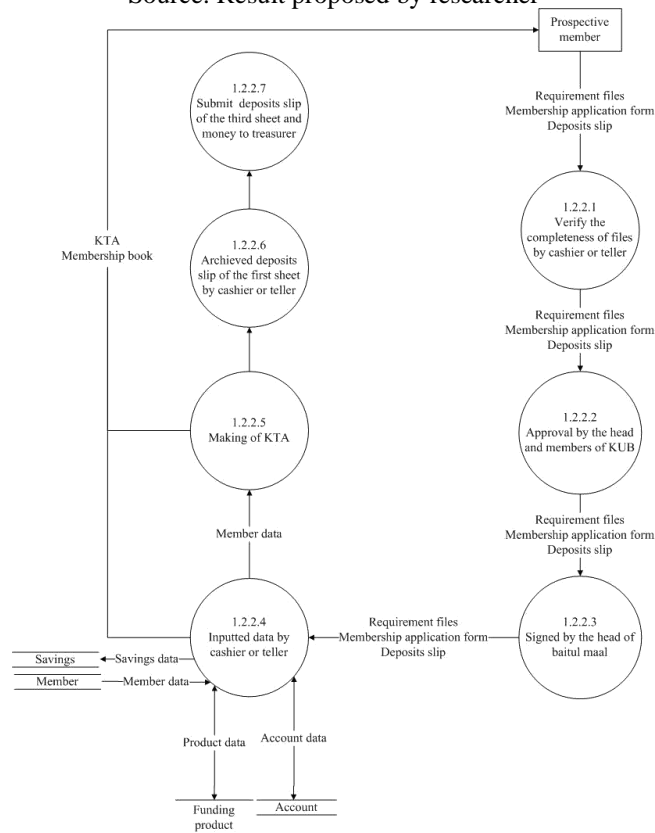 Source: Result proposed by researcher
Prospective
member
Requirement files
Membership application form
Deposits slip
1.2.2.1
Verify the
completeness of files
by cashier or teller
Requirement files
Membership application form
Deposits slip
1.2.2.2
Approval by the head
and members of KUB
Requirement files
Membership application form
Deposits slip
1.2.2.3
Signed by the head of
baitul maal
Requirement files
Membership application form
Deposits slip
1.2.2.4
Inputted data by
cashier or teller
Member data
1.2.2.5
Making of KTA
1.2.2.6
Archieved deposits
slip of the first sheet
by cashier or teller
1.2.2.7
Submit deposits slip
of the third sheet and
money to treasurer
KTA
Membership book
Savings
Savings data
Member
Member data
Product data
Account data
Funding
product
Account